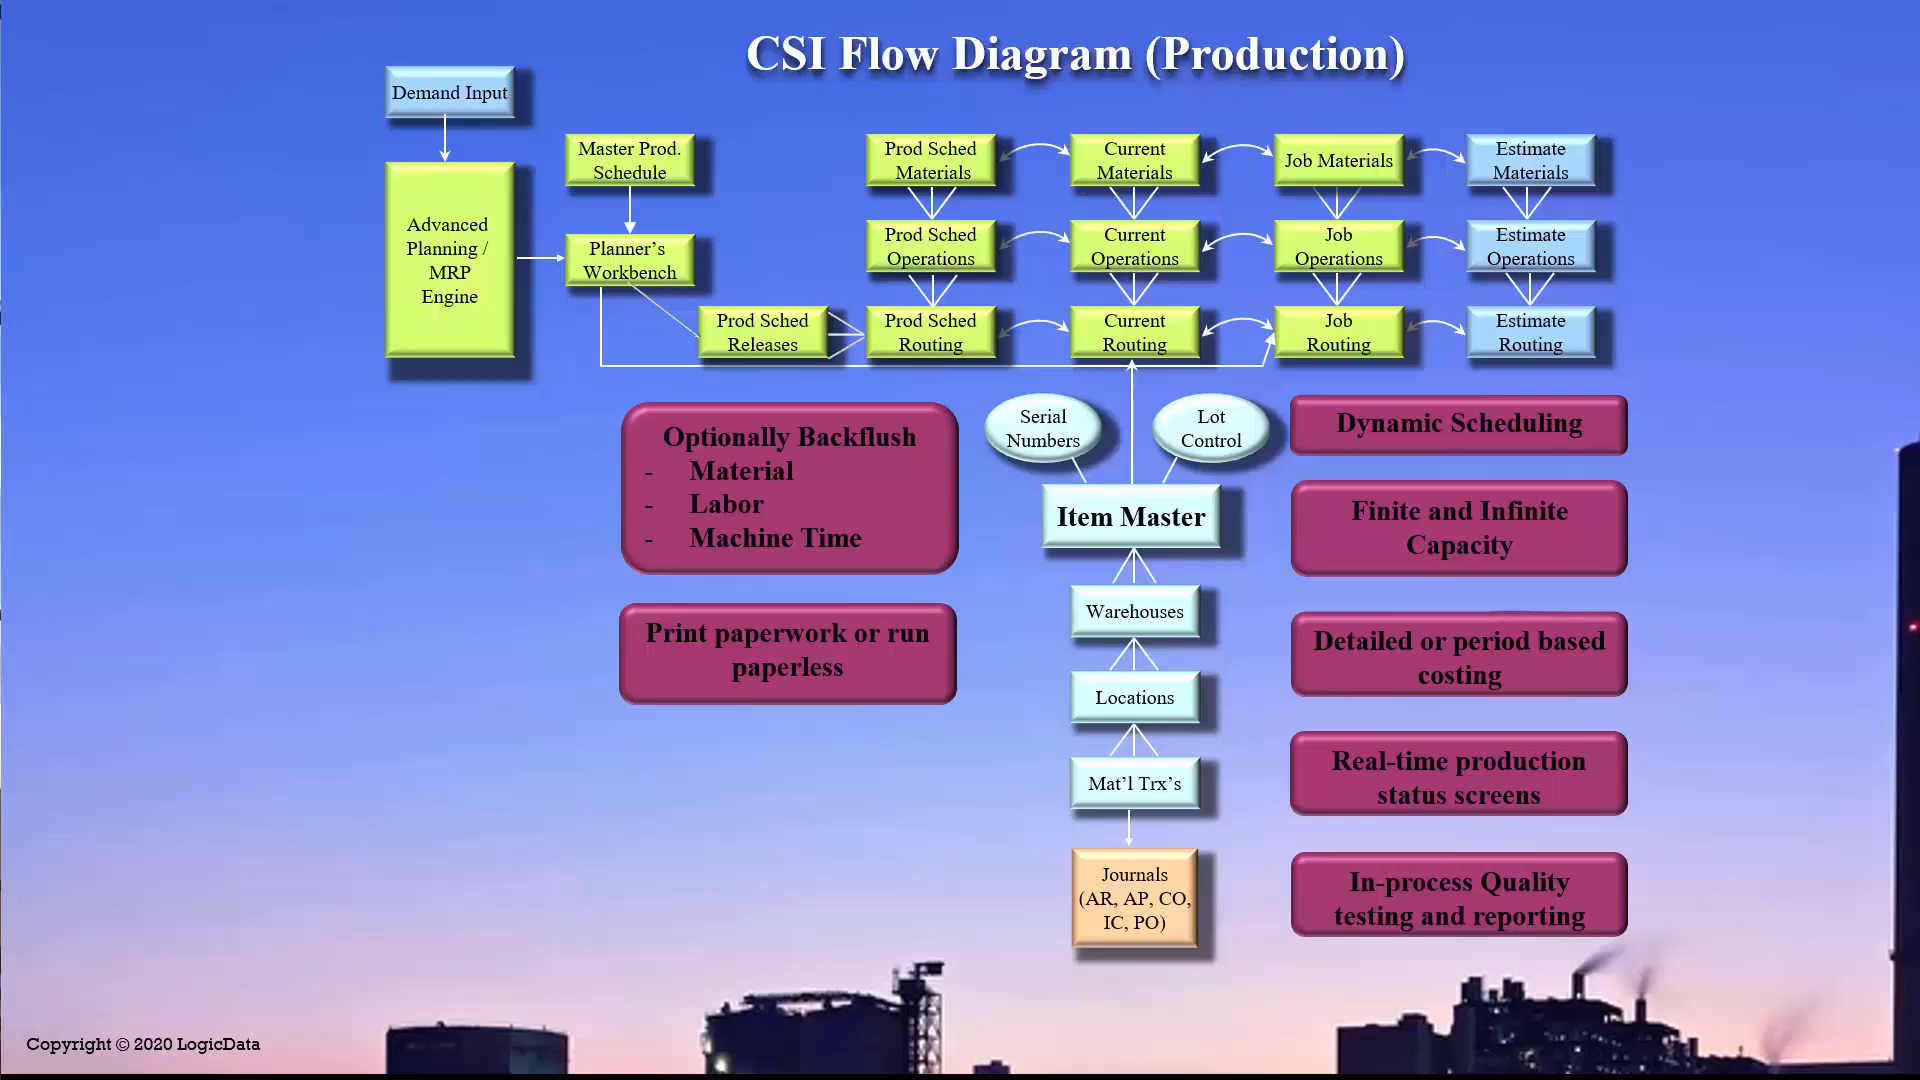 CSI Flow Diagram (Production)
Demand Input
Advanced
Planning /
MRP
Engine
Master Prod.
Schedule
Planner’s
Workbench
Prod Sched
Releases
Prod Sched
Materials
Current
Materials
Job Materials
Estimate
Materials
Prod Sched
Operations
Current
Operations
Job
Operations
Estimate
Operations
Prod Sched
Routing
Current
Routing
Job
Routing
Estimate
Routing
Optionally Backflush
- Material
- Labor
- Machine Time
Print paperwork or run
paperless
Serial
Numbers
Lot
Control
Item Master
Warehouses
Locations
Mat’l Trx’s
Journals
(AR, AP, CO,
IC, PO)
Dynamic Scheduling
Finite and Infinite
Capacity
Detailed or period based
costing
Real-time production
status screens
In-process Quality
testing and reporting
Copyright © 2020 LogicData